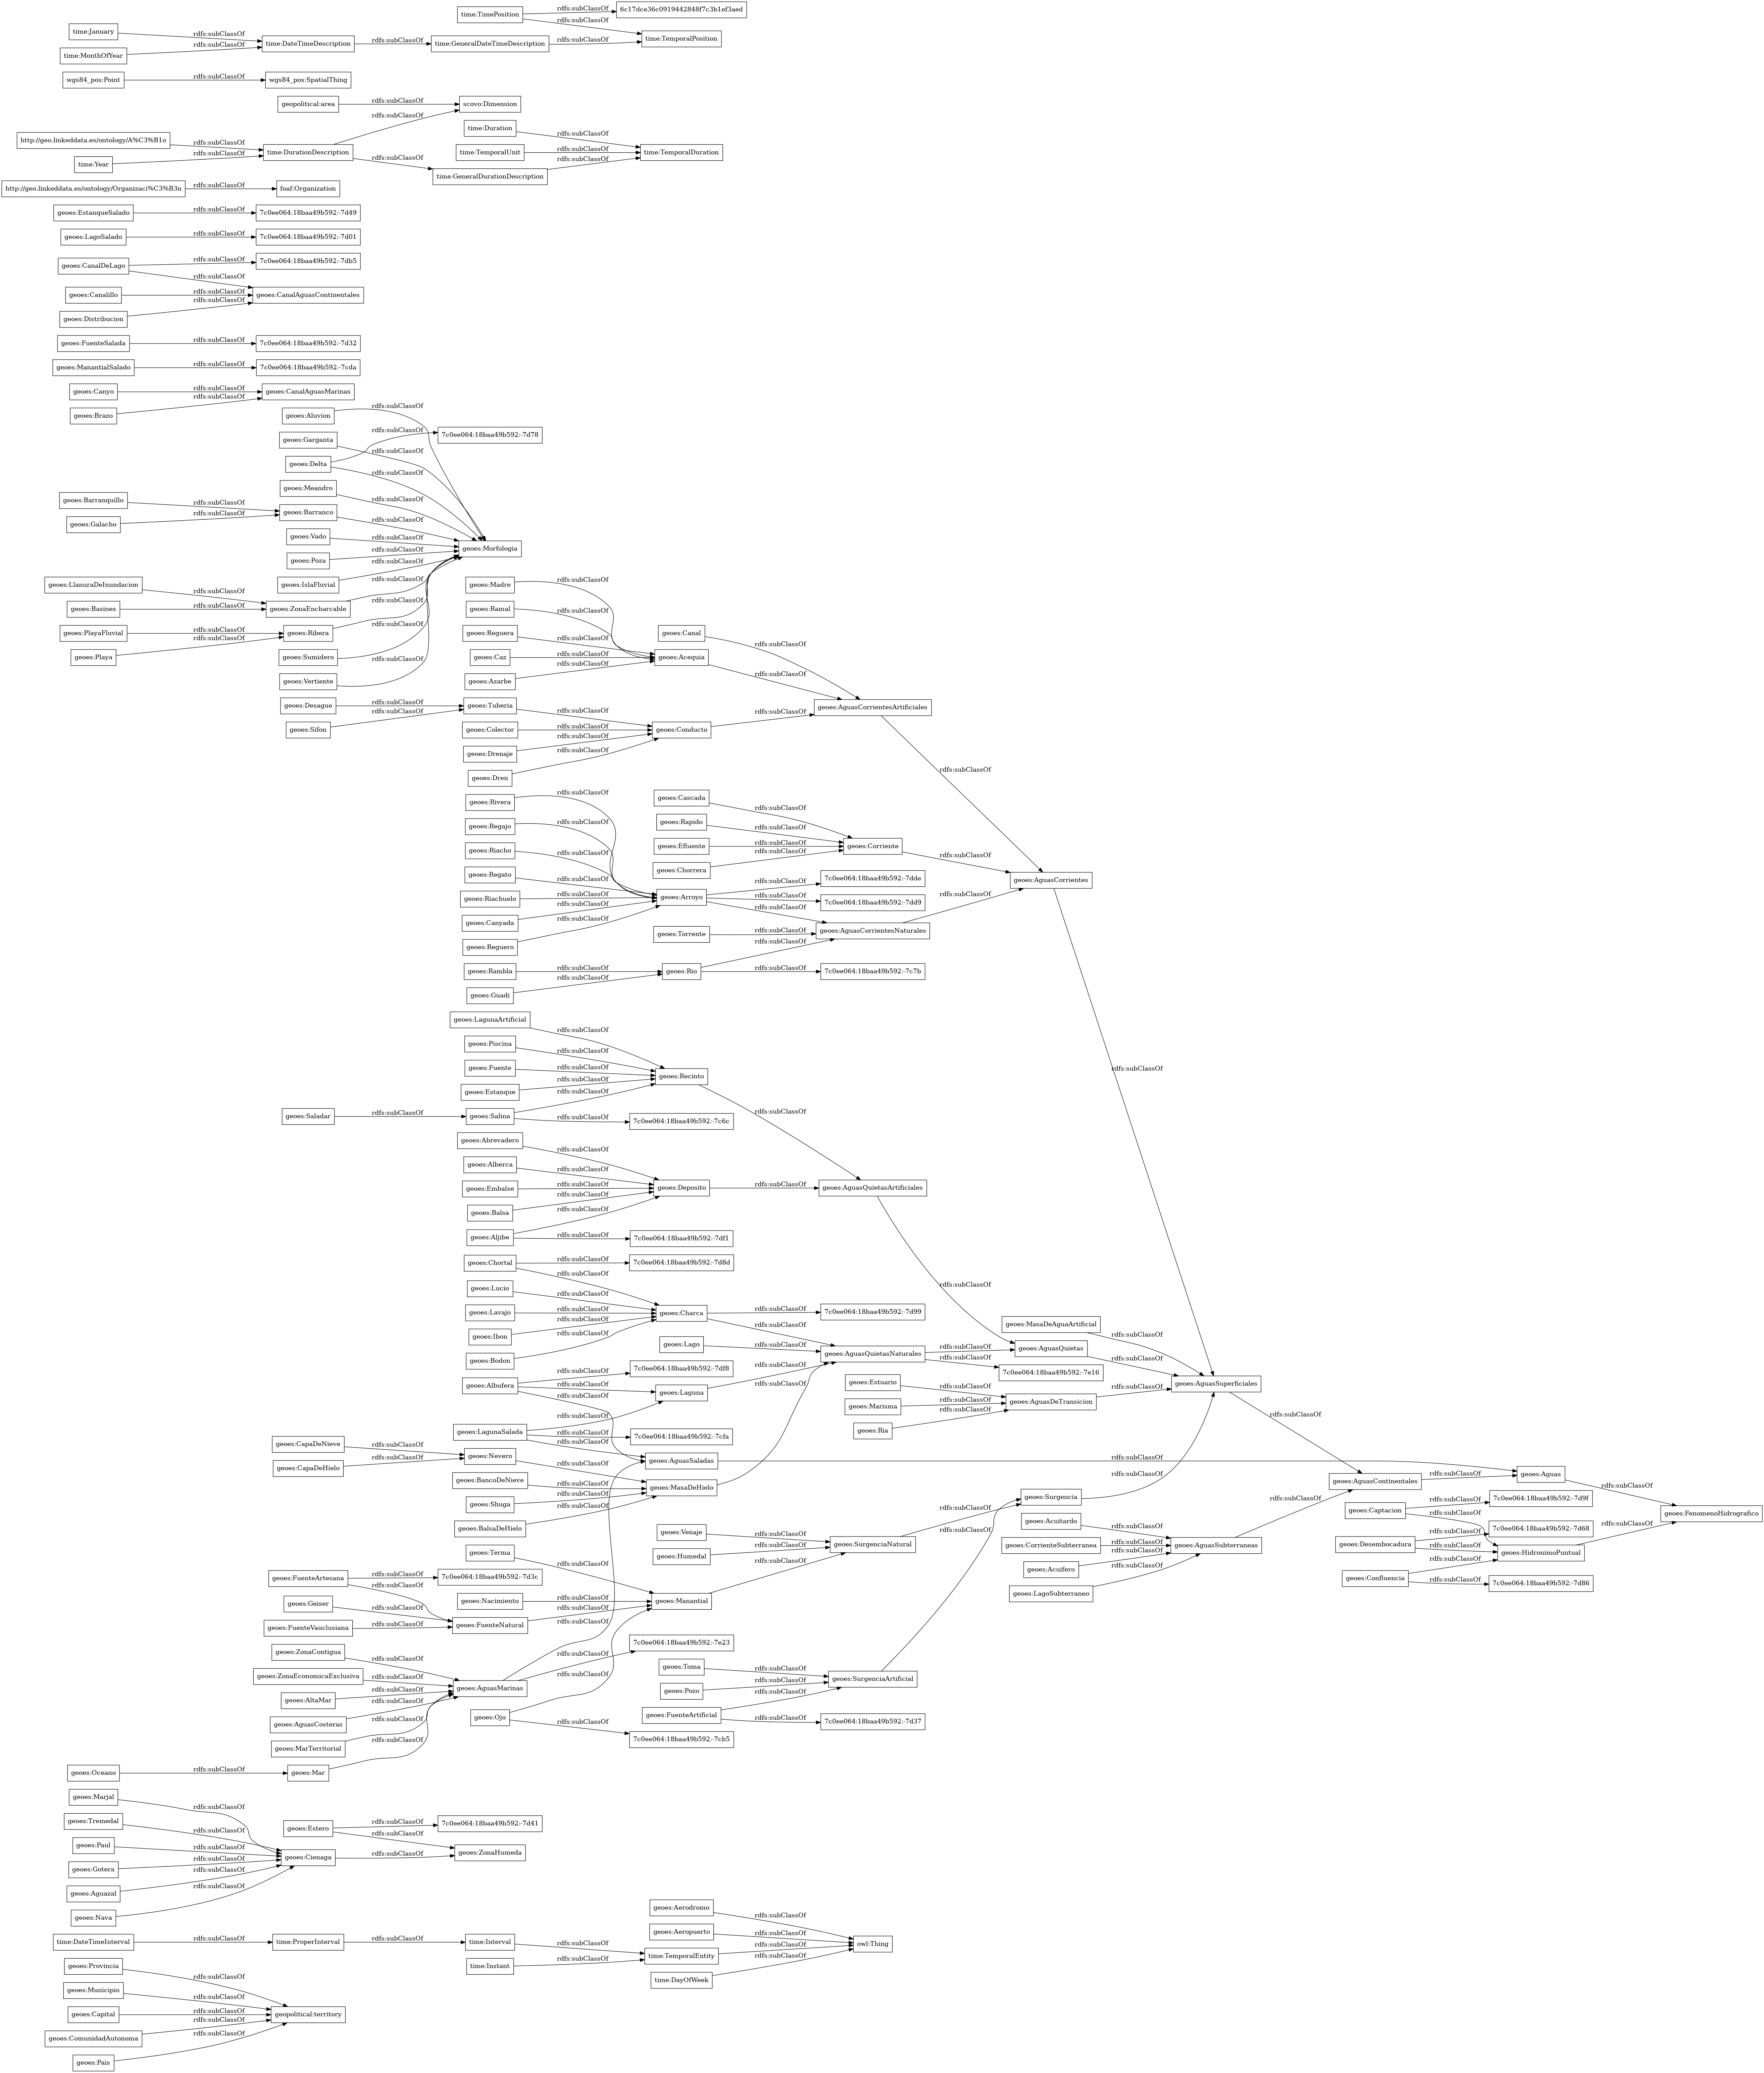 time:TimePosition
rdfs:subClassOf
6c17dce36c0919442848f7c3b1ef3aed
rdfs:subClassOf
time:January
rdfs:subClassOf
time:MonthOfYear
rdfs:subClassOf
time:DateTimeDescription
rdfs:subClassOf
time:GeneralDateTimeDescription
rdfs:subClassOf
time:TemporalPosition
wgs84_pos:Point
rdfs:subClassOf
wgs84_pos:SpatialThing
geopolitical:area
rdfs:subClassOf
scovo:Dimension
rdfs:subClassOf
time:Duration
rdfs:subClassOf
http://geo.linkeddata.es/ontology/A%C3%B1o
rdfs:subClassOf
time:Year
rdfs:subClassOf
time:DurationDescription
rdfs:subClassOf
time:TemporalUnit
rdfs:subClassOf
time:TemporalDuration
time:GeneralDurationDescription
rdfs:subClassOf
http://geo.linkeddata.es/ontology/Organizaci%C3%B3n
rdfs:subClassOf
foaf:Organization
geoes:EstanqueSalado
rdfs:subClassOf
7c0ee064:18baa49b592:-7d49
geoes:LagoSalado
rdfs:subClassOf
7c0ee064:18baa49b592:-7d01
geoes:CanalDeLago
rdfs:subClassOf
7c0ee064:18baa49b592:-7db5
rdfs:subClassOf
geoes:Canalillo
rdfs:subClassOf
geoes:CanalAguasContinentales
geoes:Distribucion
rdfs:subClassOf
geoes:FuenteSalada
rdfs:subClassOf
7c0ee064:18baa49b592:-7d32
geoes:ManantialSalado
rdfs:subClassOf
7c0ee064:18baa49b592:-7cda
geoes:Canyo
rdfs:subClassOf
geoes:CanalAguasMarinas
geoes:Brazo
rdfs:subClassOf
geoes:Aluvion
rdfs:subClassOf
geoes:Garganta
rdfs:subClassOf
geoes:Delta
rdfs:subClassOf
7c0ee064:18baa49b592:-7d78
rdfs:subClassOf
geoes:Meandro
rdfs:subClassOf
geoes:Barranquillo
rdfs:subClassOf
geoes:Galacho
rdfs:subClassOf
geoes:Barranco
rdfs:subClassOf
geoes:Vado
rdfs:subClassOf
geoes:Poza
rdfs:subClassOf
geoes:Morfologia
geoes:IslaFluvial
rdfs:subClassOf
geoes:LlanuraDeInundacion
rdfs:subClassOf
geoes:Basines
rdfs:subClassOf
geoes:ZonaEncharcable
rdfs:subClassOf
geoes:PlayaFluvial
rdfs:subClassOf
geoes:Playa
rdfs:subClassOf
geoes:Ribera
rdfs:subClassOf
geoes:Sumidero
rdfs:subClassOf
geoes:Vertiente
rdfs:subClassOf
geoes:Madre
rdfs:subClassOf
geoes:Ramal
rdfs:subClassOf
geoes:Reguera
rdfs:subClassOf
geoes:Caz
rdfs:subClassOf
geoes:Azarbe
rdfs:subClassOf
geoes:Canal
rdfs:subClassOf
geoes:Acequia
rdfs:subClassOf
geoes:Desague
rdfs:subClassOf
geoes:Sifon
rdfs:subClassOf
geoes:Tuberia
rdfs:subClassOf
geoes:Colector
rdfs:subClassOf
geoes:Drenaje
rdfs:subClassOf
geoes:Dren
rdfs:subClassOf
geoes:Conducto
rdfs:subClassOf
geoes:AguasCorrientesArtificiales
rdfs:subClassOf
geoes:Rivera
rdfs:subClassOf
geoes:Regajo
rdfs:subClassOf
geoes:Riacho
rdfs:subClassOf
geoes:Regato
rdfs:subClassOf
geoes:Riachuelo
rdfs:subClassOf
geoes:Canyada
rdfs:subClassOf
geoes:Reguero
rdfs:subClassOf
geoes:Cascada
rdfs:subClassOf
geoes:Rapido
rdfs:subClassOf
geoes:Efluente
rdfs:subClassOf
geoes:Chorrera
rdfs:subClassOf
geoes:Corriente
rdfs:subClassOf
geoes:AguasCorrientes
rdfs:subClassOf
geoes:Arroyo
rdfs:subClassOf
7c0ee064:18baa49b592:-7dde
rdfs:subClassOf
7c0ee064:18baa49b592:-7dd9
rdfs:subClassOf
geoes:Torrente
rdfs:subClassOf
geoes:AguasCorrientesNaturales
rdfs:subClassOf
geoes:Rambla
rdfs:subClassOf
geoes:Guadi
rdfs:subClassOf
geoes:Rio
rdfs:subClassOf
rdfs:subClassOf
7c0ee064:18baa49b592:-7c7b
geoes:LagunaArtificial
rdfs:subClassOf
geoes:Piscina
rdfs:subClassOf
geoes:Fuente
rdfs:subClassOf
geoes:Estanque
rdfs:subClassOf
geoes:Recinto
rdfs:subClassOf
geoes:Saladar
rdfs:subClassOf
geoes:Salina
rdfs:subClassOf
rdfs:subClassOf
7c0ee064:18baa49b592:-7c6c
geoes:Abrevadero
rdfs:subClassOf
geoes:Alberca
rdfs:subClassOf
geoes:Embalse
rdfs:subClassOf
geoes:Balsa
rdfs:subClassOf
geoes:Aljibe
rdfs:subClassOf
rdfs:subClassOf
7c0ee064:18baa49b592:-7df1
geoes:Deposito
rdfs:subClassOf
geoes:AguasQuietasArtificiales
rdfs:subClassOf
geoes:Chortal
rdfs:subClassOf
7c0ee064:18baa49b592:-7d8d
rdfs:subClassOf
geoes:Lucio
rdfs:subClassOf
geoes:Lavajo
rdfs:subClassOf
geoes:Ibon
rdfs:subClassOf
geoes:Bodon
rdfs:subClassOf
geoes:Charca
rdfs:subClassOf
7c0ee064:18baa49b592:-7d99
rdfs:subClassOf
geoes:Lago
rdfs:subClassOf
geoes:AguasQuietasNaturales
rdfs:subClassOf
geoes:AguasQuietas
rdfs:subClassOf
rdfs:subClassOf
7c0ee064:18baa49b592:-7e16
geoes:MasaDeAguaArtificial
rdfs:subClassOf
geoes:Albufera
rdfs:subClassOf
7c0ee064:18baa49b592:-7df8
rdfs:subClassOf
geoes:Laguna
rdfs:subClassOf
rdfs:subClassOf
geoes:Estuario
rdfs:subClassOf
geoes:Marisma
rdfs:subClassOf
geoes:Ria
rdfs:subClassOf
geoes:AguasDeTransicion
rdfs:subClassOf
geoes:AguasSuperficiales
rdfs:subClassOf
geoes:LagunaSalada
rdfs:subClassOf
rdfs:subClassOf
7c0ee064:18baa49b592:-7cfa
rdfs:subClassOf
geoes:AguasSaladas
rdfs:subClassOf
geoes:CapaDeNieve
rdfs:subClassOf
geoes:CapaDeHielo
rdfs:subClassOf
geoes:Nevero
rdfs:subClassOf
geoes:BancoDeNieve
rdfs:subClassOf
geoes:Shuga
rdfs:subClassOf
geoes:BalsaDeHielo
rdfs:subClassOf
geoes:MasaDeHielo
rdfs:subClassOf
geoes:AguasContinentales
rdfs:subClassOf
geoes:Aguas
rdfs:subClassOf
geoes:FenomenoHidrografico
geoes:Captacion
rdfs:subClassOf
7c0ee064:18baa49b592:-7d9f
rdfs:subClassOf
geoes:Desembocadura
rdfs:subClassOf
7c0ee064:18baa49b592:-7d68
rdfs:subClassOf
geoes:HidronimoPuntual
rdfs:subClassOf
geoes:Confluencia
rdfs:subClassOf
rdfs:subClassOf
7c0ee064:18baa49b592:-7d86
geoes:Surgencia
rdfs:subClassOf
geoes:Acuitardo
rdfs:subClassOf
geoes:CorrienteSubterranea
rdfs:subClassOf
geoes:Acuifero
rdfs:subClassOf
geoes:LagoSubterraneo
rdfs:subClassOf
geoes:AguasSubterraneas
rdfs:subClassOf
geoes:Venaje
rdfs:subClassOf
geoes:Humedal
rdfs:subClassOf
geoes:SurgenciaNatural
rdfs:subClassOf
geoes:Terma
rdfs:subClassOf
geoes:FuenteArtesana
rdfs:subClassOf
7c0ee064:18baa49b592:-7d3c
rdfs:subClassOf
geoes:Geiser
rdfs:subClassOf
geoes:FuenteVauclusiana
rdfs:subClassOf
geoes:Nacimiento
rdfs:subClassOf
geoes:FuenteNatural
rdfs:subClassOf
geoes:Manantial
rdfs:subClassOf
geoes:ZonaContigua
rdfs:subClassOf
geoes:ZonaEconomicaExclusiva
rdfs:subClassOf
geoes:AltaMar
rdfs:subClassOf
geoes:AguasCosteras
rdfs:subClassOf
geoes:MarTerritorial
rdfs:subClassOf
geoes:AguasMarinas
rdfs:subClassOf
rdfs:subClassOf
7c0ee064:18baa49b592:-7e23
geoes:Ojo
rdfs:subClassOf
rdfs:subClassOf
7c0ee064:18baa49b592:-7cb5
geoes:Toma
rdfs:subClassOf
geoes:Pozo
rdfs:subClassOf
geoes:FuenteArtificial
rdfs:subClassOf
rdfs:subClassOf
7c0ee064:18baa49b592:-7d37
geoes:SurgenciaArtificial
rdfs:subClassOf
geoes:Oceano
rdfs:subClassOf
geoes:Mar
rdfs:subClassOf
geoes:Marjal
rdfs:subClassOf
geoes:Tremedal
rdfs:subClassOf
geoes:Paul
rdfs:subClassOf
geoes:Gotera
rdfs:subClassOf
geoes:Aguazal
rdfs:subClassOf
geoes:Nava
rdfs:subClassOf
geoes:Estero
rdfs:subClassOf
7c0ee064:18baa49b592:-7d41
rdfs:subClassOf
geoes:Cienaga
rdfs:subClassOf
geoes:ZonaHumeda
geoes:Aerodromo
rdfs:subClassOf
geoes:Aeropuerto
rdfs:subClassOf
time:DateTimeInterval
rdfs:subClassOf
time:ProperInterval
rdfs:subClassOf
time:Interval
rdfs:subClassOf
time:Instant
rdfs:subClassOf
time:TemporalEntity
rdfs:subClassOf
time:DayOfWeek
rdfs:subClassOf
owl:Thing
geoes:Provincia
rdfs:subClassOf
geoes:Municipio
rdfs:subClassOf
geoes:Capital
rdfs:subClassOf
geopolitical:territory
geoes:ComunidadAutonoma
rdfs:subClassOf
geoes:Pais
rdfs:subClassOf